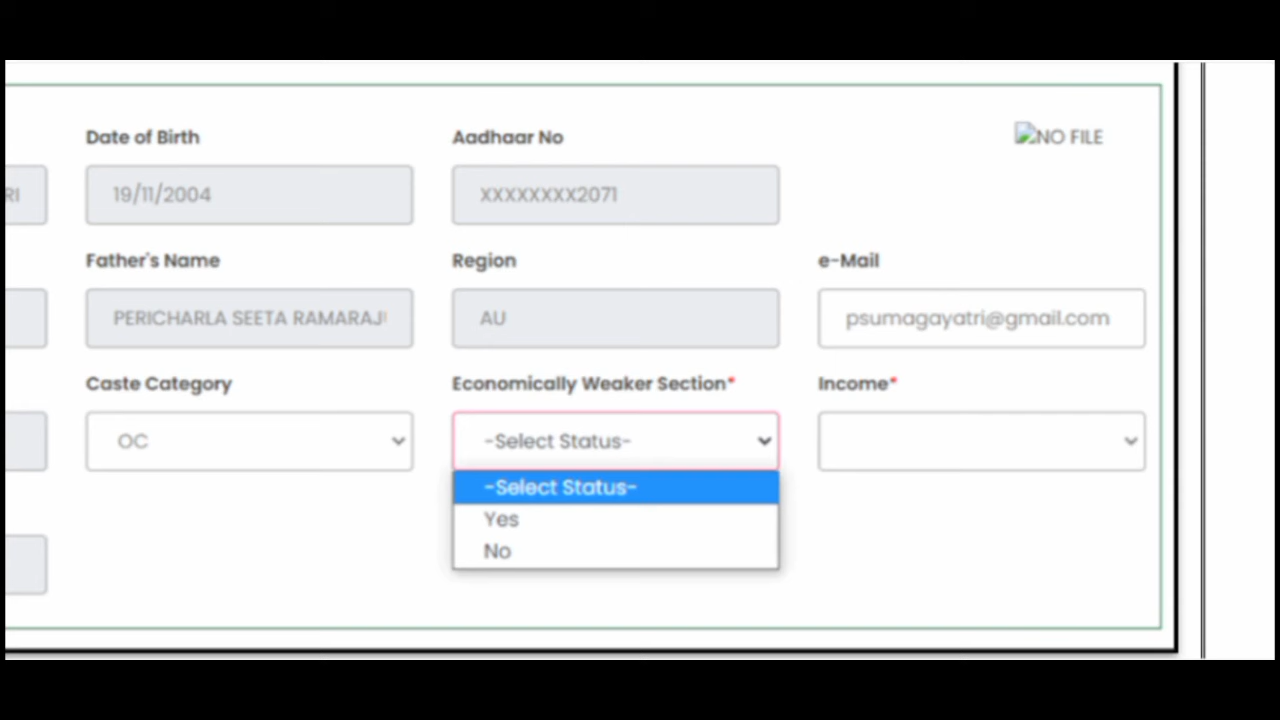 Date of Birth
Aadhaar No
NO FILE
RI
19/11/2004
XXXXXXXX2071
Father's Name
Region
e-Mail
PERICHARLA SEETA RAMARAJ
AU
psumagayatri@gmail.com
Caste Category
Economically Weaker Section*
Income*
OC
-Select Status-
-Select Status-
Yes
No